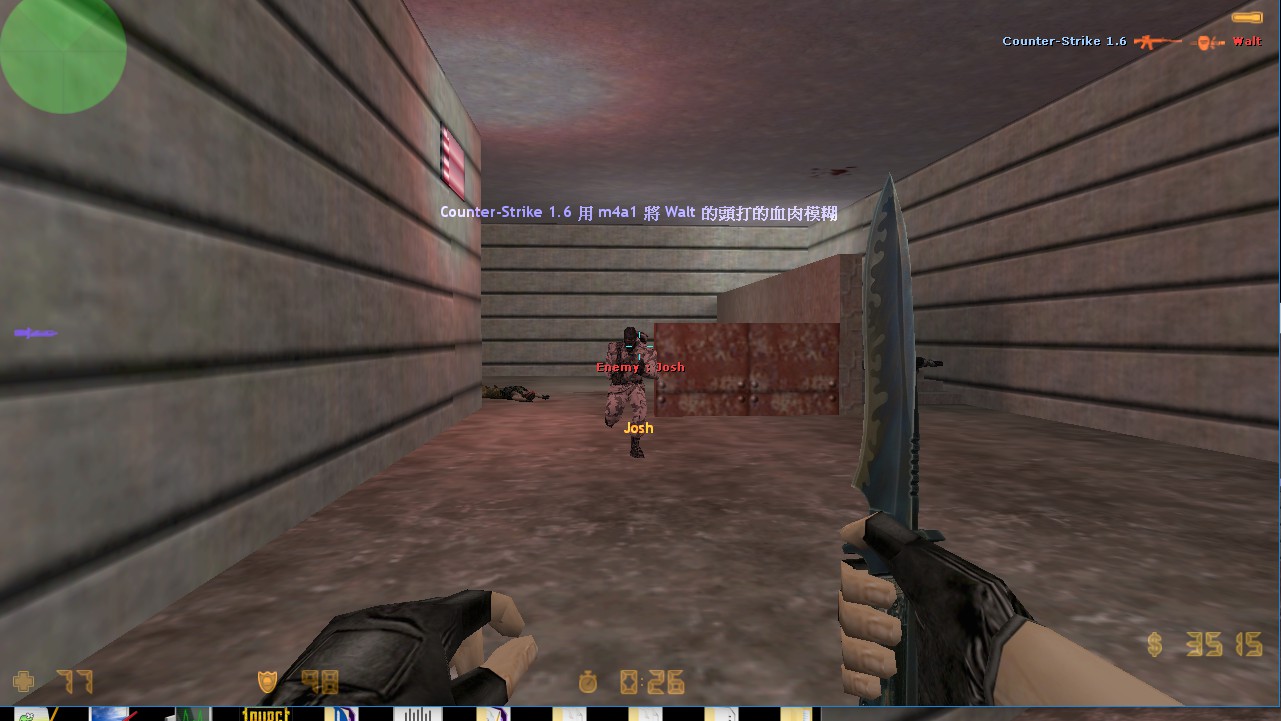 Counter-Strike 1.6 Walt
Counter-Strike 1.6 用 m4a1 將 Walt 的頭打的血肉模糊
Enemy : Josh
Josh
$ 3515
77
98
0:26